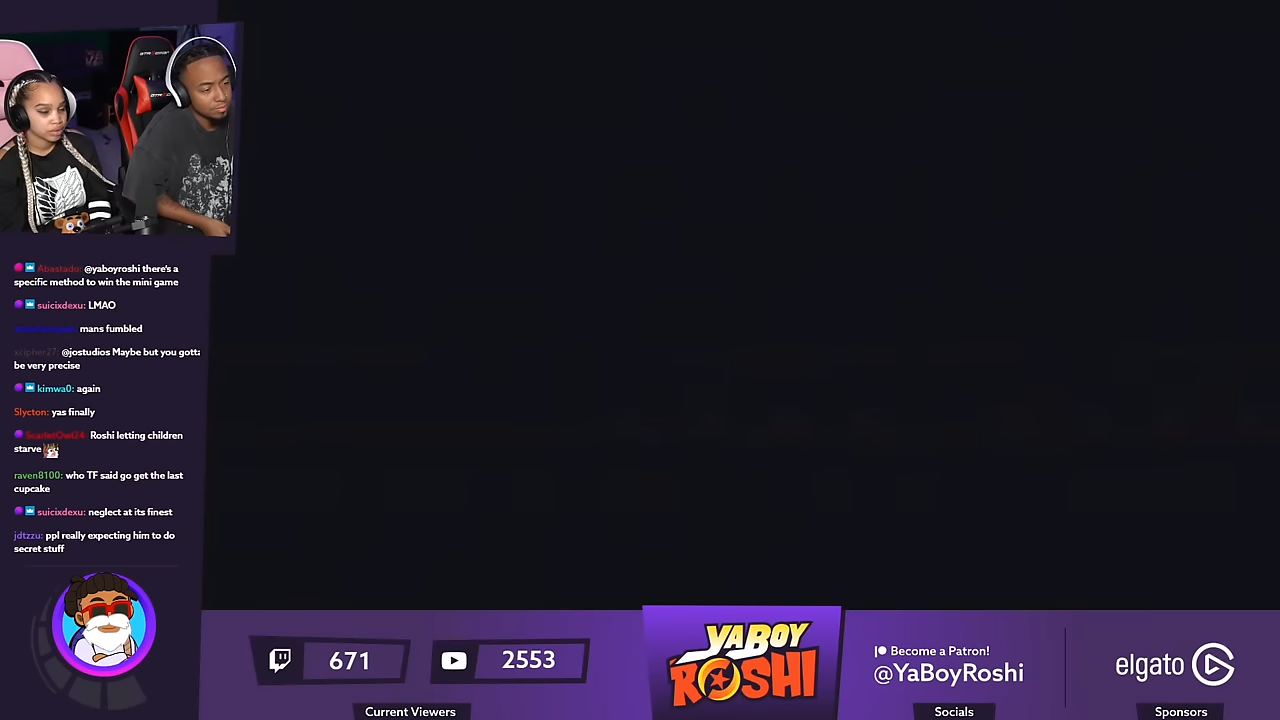 Abastado: @yaboyroshi there's a
specific method to win the mini game
suicixdexu: LMAO
mans fumbled
xcipher27: @jostudios Maybe but you gotta
be very precise
kimwa0: again
Slycton: yas finally
ScarletOwl24: Roshi letting children
starve
raven8100: who TF said go get the last
cupcake
suicixdexu: neglect at its finest
jdtzzu: ppl really expecting him to do
secret stuff
671
2553
Current Viewers
YABOY
ROSHI
Become a Patron!
@YaBoyRoshi
Socials
elgato
Sponsors